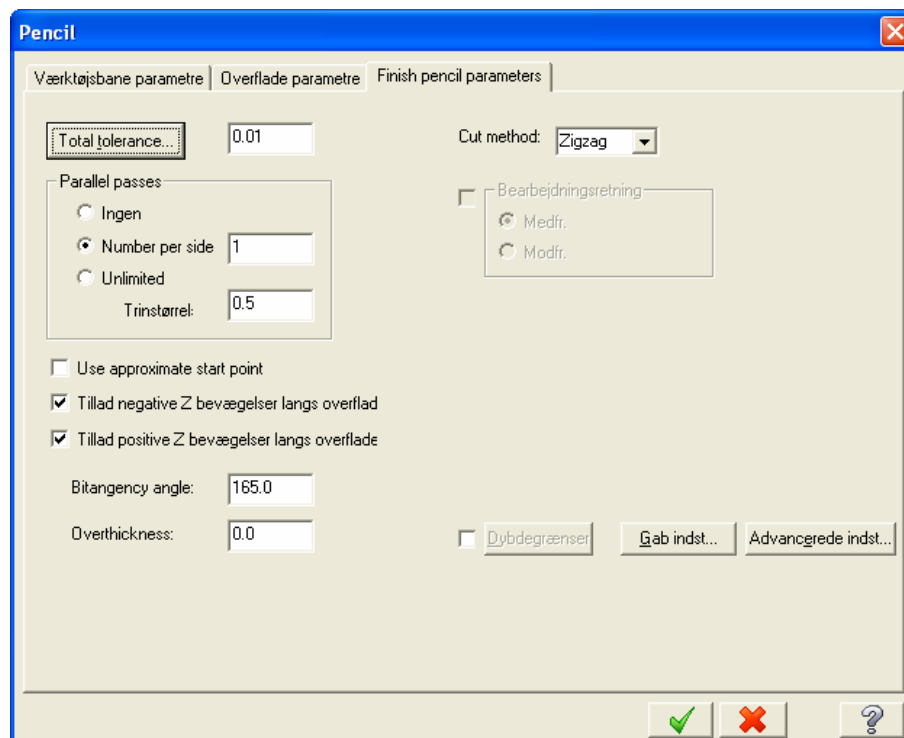 Pencil
Værktøjsbane parametre
Overflade parametre
Finish pencil parameters
Total tolerance...
0.01
Cut method:
Zigzag
Parallel passes
Ingen
Number per side
1
Unlimited
Trinstørrel:
0.5
Bearbejdningsretning
Medfr.
Modfr.
Use approximate start point
Tillad negative Z bevægelser langs overflad
Tillad positive Z bevægelser langs overflade
Bitangency angle:
165.0
Overthickness:
0.0
Dybdegrænser
Gab indst...
Advancerede indst...